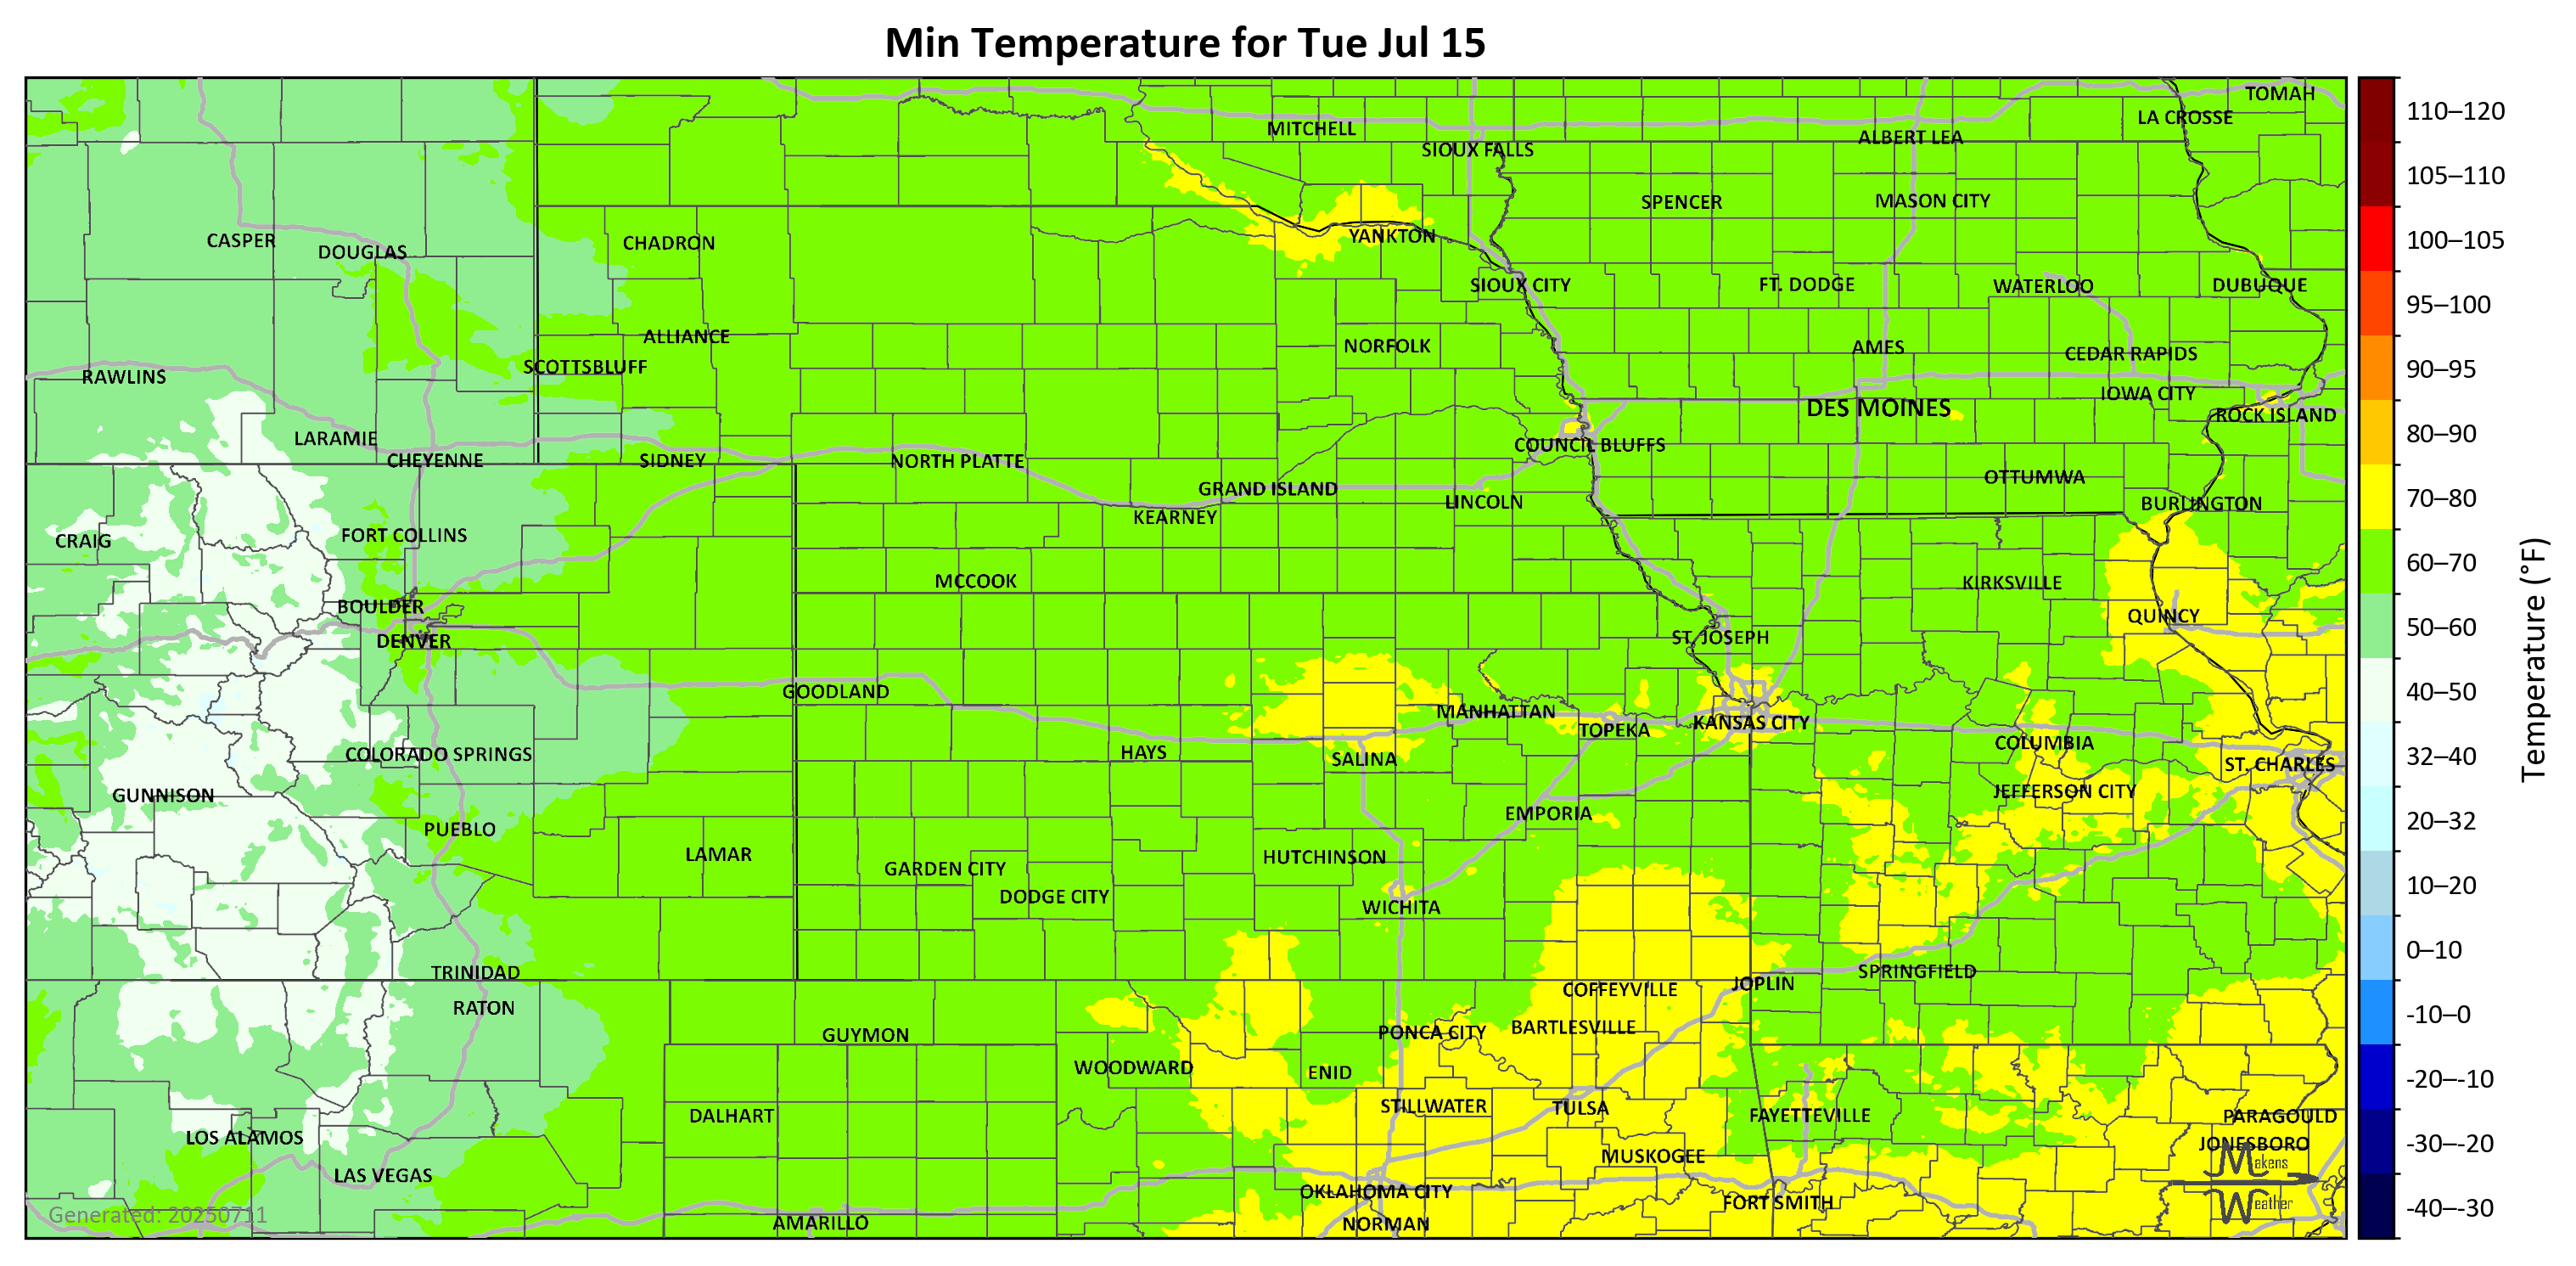 Min Temperature for Tue Jul 15
TOMAH
LA CROSSE
MITCHELL
ALBERT LEA
SIOUX FALLS
SPENCER
MASON CITY
CASPER
DOUGLAS
CHADRON
YANKTON
SIOUX CITY
FT. DODGE
WATERLOO
DUBUQUE
ALLIANCE
NORFOLK
AMES
CEDAR RAPIDS
SCOTTSBLUFF
RAWLINS
IOWA CITY
DES MOINES
ROCK ISLAND
LARAMIE
COUNCIL BLUFFS
CHEYENNE
SIDNEY
NORTH PLATTE
OTTUMWA
GRAND ISLAND
LINCOLN
BURLINGTON
KEARNEY
CRAIG
FORT COLLINS
MCCOOK
KIRKSVILLE
BOULDER
QUINCY
DENVER
ST. JOSEPH
GOODLAND
MANHATTAN
KANSAS CITY
TOPEKA
COLUMBIA
COLORADO SPRINGS
HAYS
SALINA
ST. CHARLES
GUNNISON
JEFFERSON CITY
EMPORIA
PUEBLO
LAMAR
HUTCHINSON
GARDEN CITY
DODGE CITY
WICHITA
TRINIDAD
SPRINGFIELD
JOPLIN
COFFEYVILLE
RATON
GUYMON
PONCA CITY
BARTLESVILLE
WOODWARD
ENID
STILLWATER
TULSA
DALHART
FAYETTEVILLE
PARAGOULD
LOS ALAMOS
JONESBORO
MUSKOGEE
LAS VEGAS
OKLAHOMA CITY
FORT SMITH
AMARILLO
NORMAN
Makens
Weather
Generated: 20250711
110–120
105–110
100–105
95–100
90–95
80–90
70–80
60–70
50–60
40–50
32–40
20–32
10–20
0–10
-10–0
-20–-10
-30–-20
-40–-30
Temperature (°F)